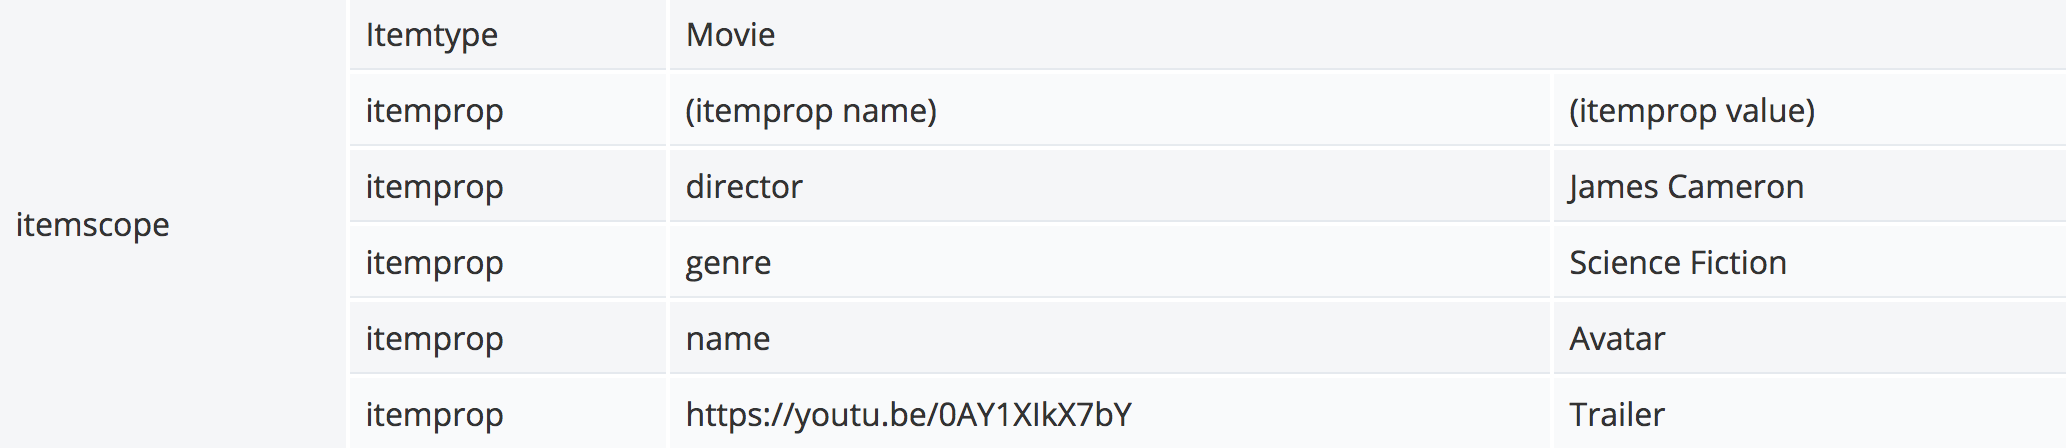 Itemtype Movie
itemprop (itemprop name) (itemprop value)
itemprop director James Cameron
itemscope
itemprop genre Science Fiction
itemprop name Avatar
itemprop https://youtu.be/0AY1XIkX7bY Trailer